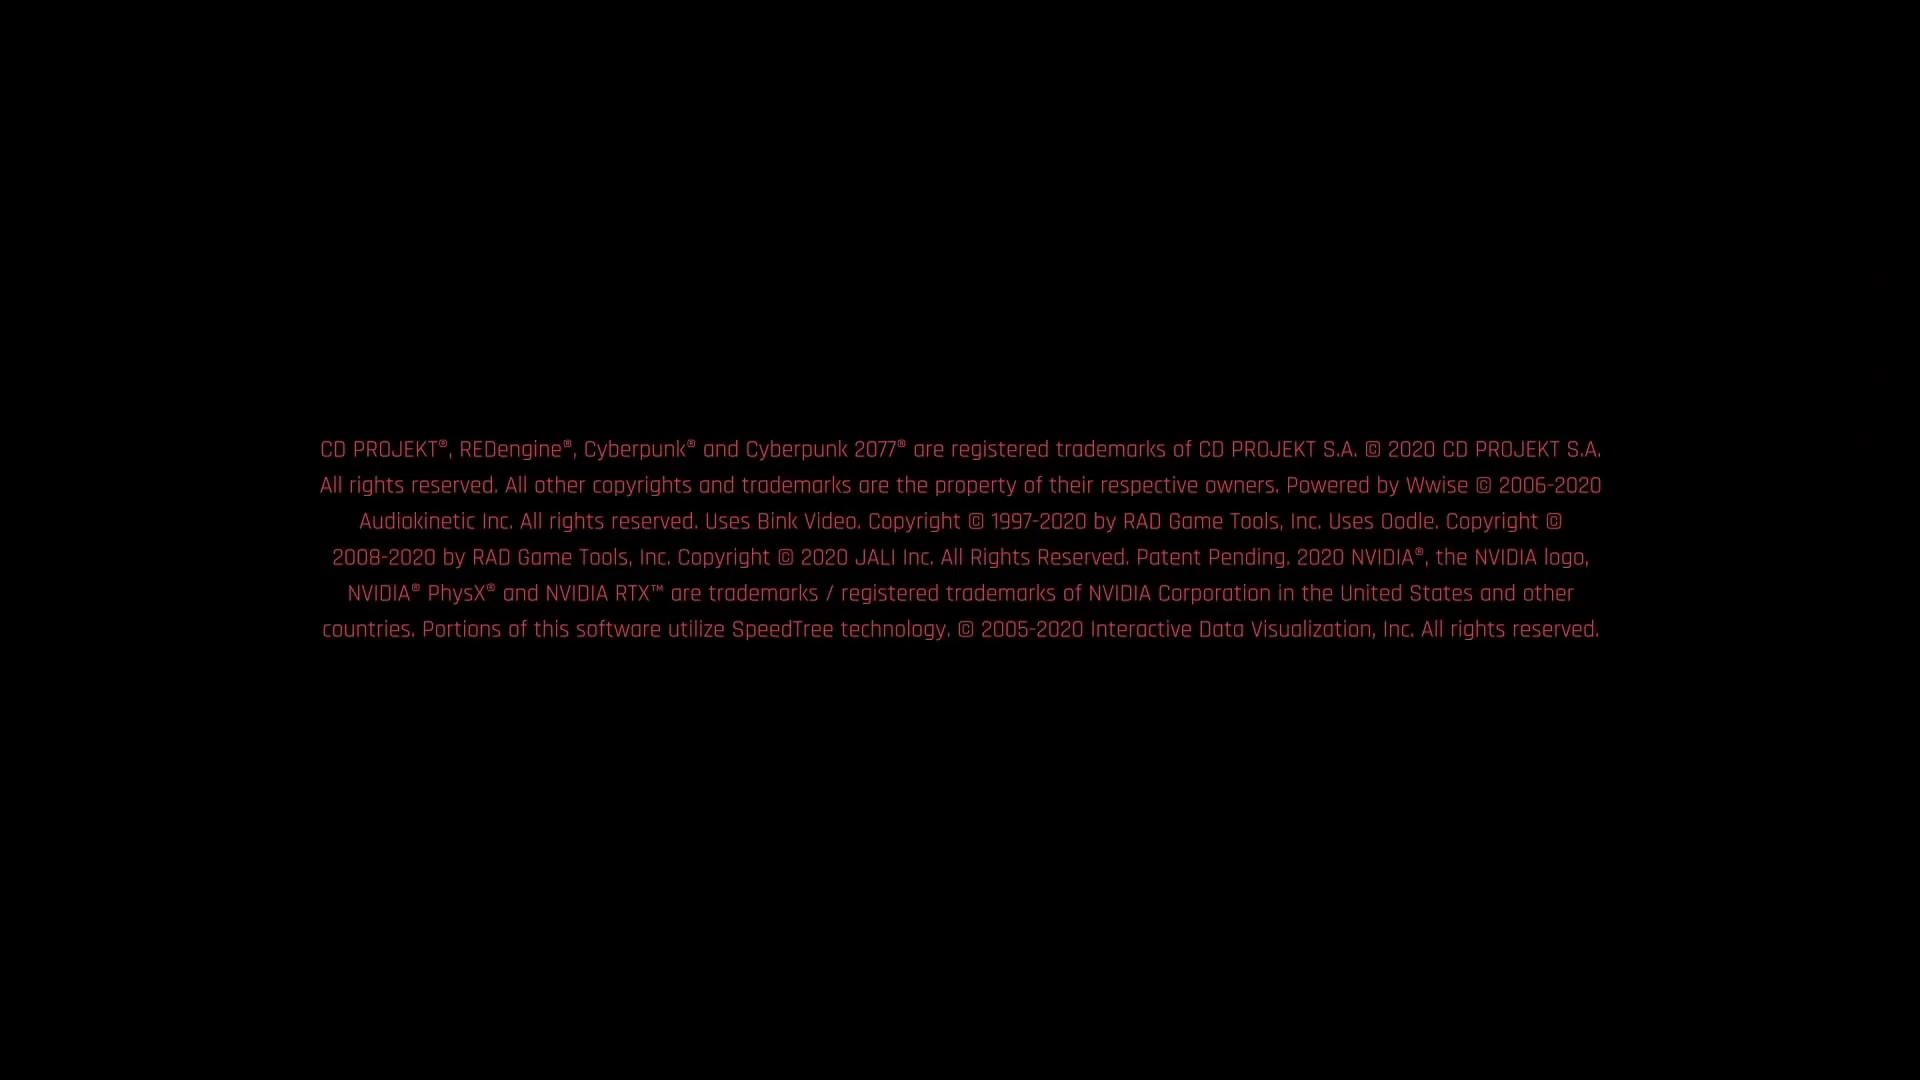 CD PROJEKT®, REDengine®, Cyberpunk® and Cyberpunk 2077® are registered trademarks of CD PROJEKT S.A. © 2020 CD PROJEKT S.A.
All rights reserved. All other copyrights and trademarks are the property of their respective owners. Powered by Wwise © 2006-2020
Audiokinetic Inc. All rights reserved. Uses Bink Video. Copyright © 1997-2020 by RAD Game Tools, Inc. Uses Oodle. Copyright ©
2008-2020 by RAD Game Tools, Inc. Copyright © 2020 JALI Inc. All Rights Reserved. Patent Pending. 2020 NVIDIA®, the NVIDIA logo,
NVIDIA® PhysX® and NVIDIA RTX™ are trademarks / registered trademarks of NVIDIA Corporation in the United States and other
countries. Portions of this software utilize SpeedTree technology. © 2005-2020 Interactive Data Visualization, Inc. All rights reserved.